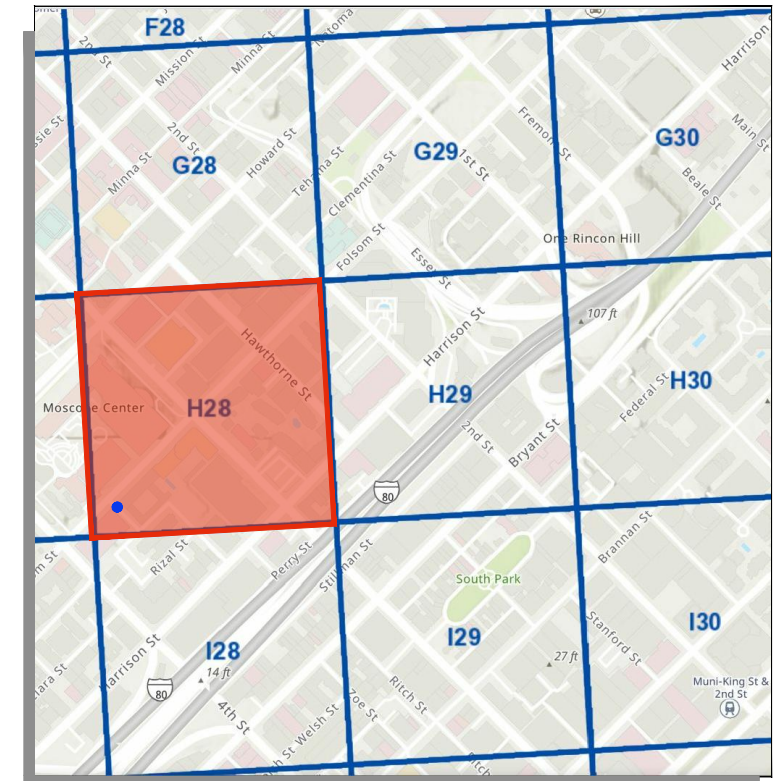 F28
2nd St
Mission St
Minna St
Natoma
Harrison S
2nd St
Minna St
G28
Howard St
Tehama St
Clementina St
G29
1st St
Fremont St
G30
Main St
Beale St
Folsom St
Essex St
One Rincon Hill
107 ft
Harrison St
Hawthorne St
Moscone Center
H28
H29
2nd St
Bryant St
Federal St
H30
80
Rizal St
Perry St
Stillman St
South Park
Brannan St
Harrison St
I28
14 ft
80
I29
27 ft
Stanford St
I30
Muni-King St &
2nd St
4th St
Welsh St
Zoe St
Ritch St